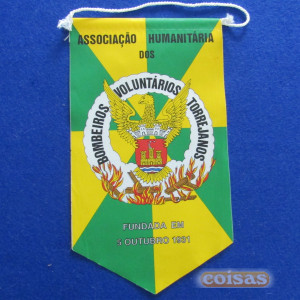 ASSOCIAÇÃO HUMANITÁRIA
DOS
BOMBEIROS VOLUNTÁRIOS TORREJANOS
FUNDADA EM
5 OUTUBRO 1931
coisas